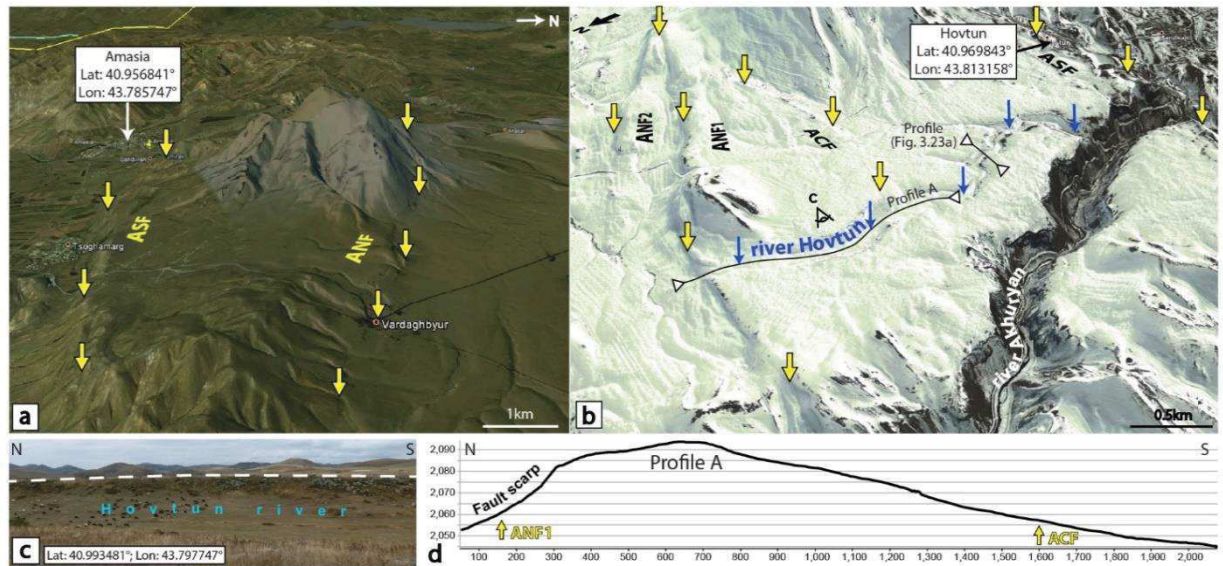 N
Amasia
Lat: 40.956841°
Lon: 43.785747°
ASF
Tsoghamarg
ANF
Vardaghbyur
a
1km
N
Hovtun
Lat: 40.969843°
Lon: 43.813158°
ASF
ANF2
ANF1
ACF
Profile
(Fig. 3.23a)
C
Profile A
river Hovtun
river Akhuryan
b
0.5km
N
S
Hovtun river
c
Lat: 40.993481°; Lon: 43.797747°
N
S
Profile A
2,090
2,080
2,070
2,060
2,050
Fault scarp
ANF1
ACF
d
50 100 200 300 400 500 600 700 800 900 1,000 1,100 1,200 1,300 1,400 1,500 1,600 1,700 1,800 1,900 2,000